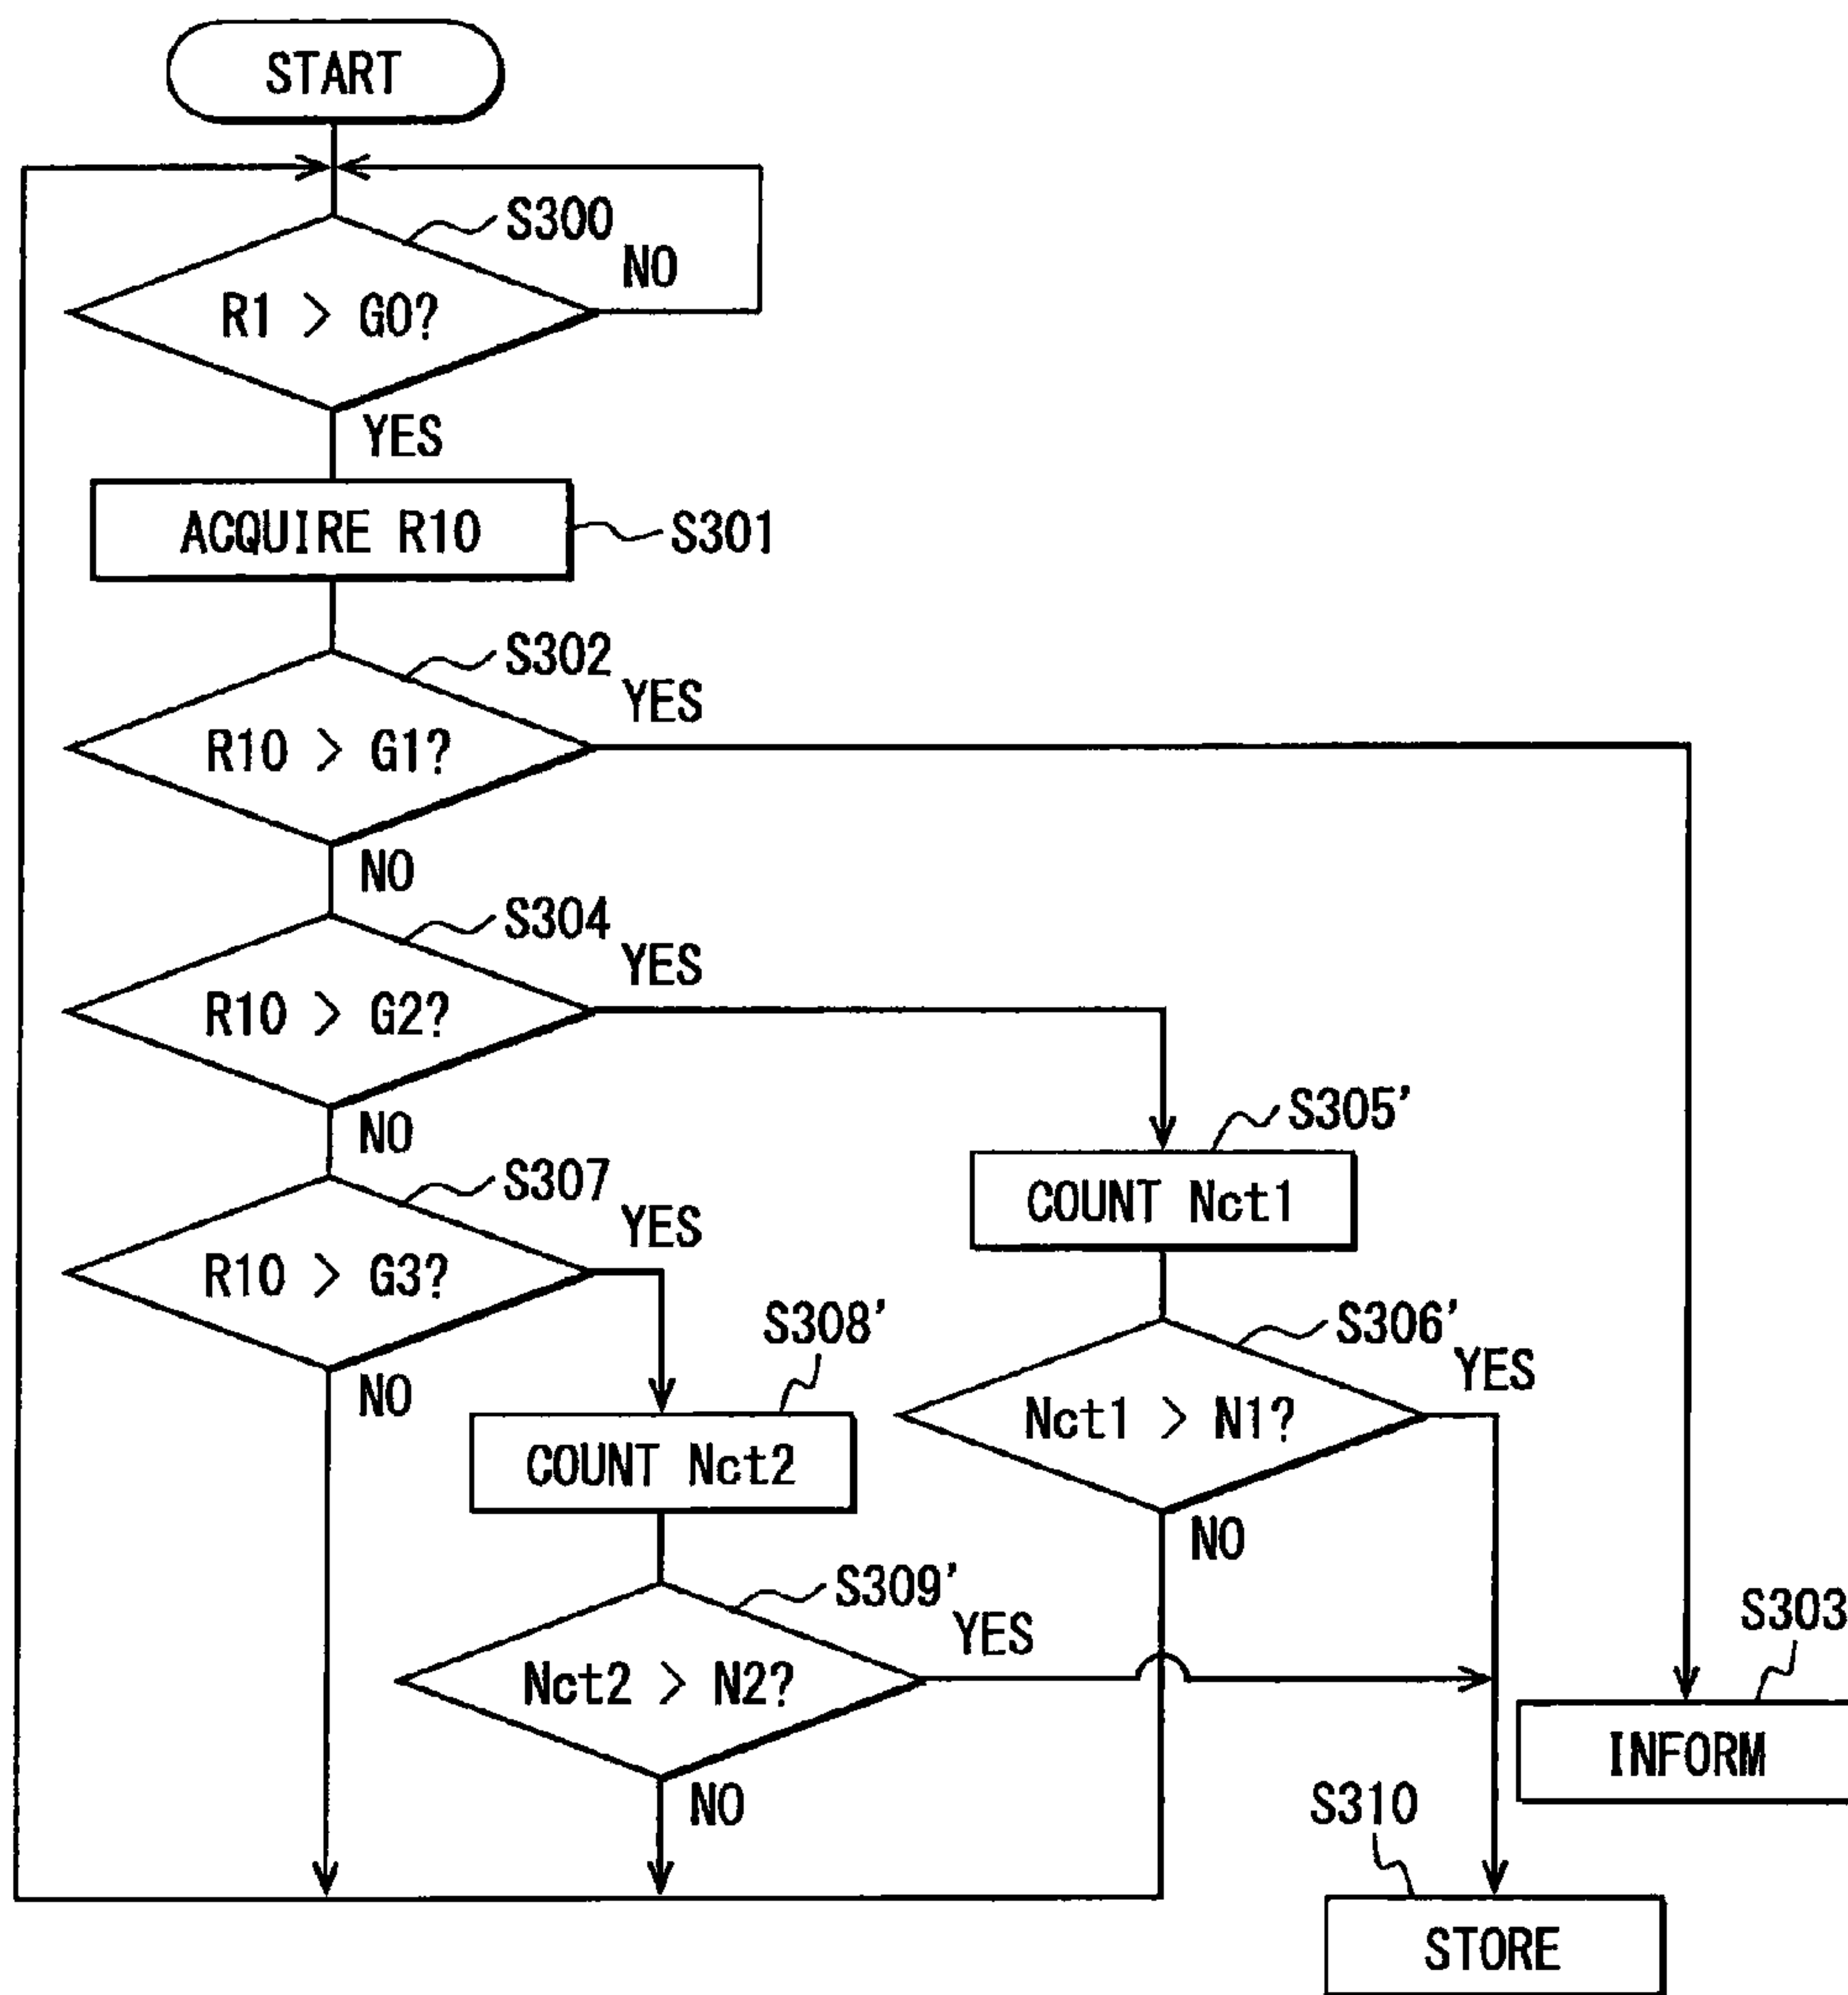 START
S300
NO
R1 > G0?
YES
ACQUIRE R10
S301
S302
YES
R10 > G1?
NO
S304
YES
R10 > G2?
NO
S305'
COUNT Nct1
S307
YES
R10 > G3?
NO
S308'
COUNT Nct2
S306'
YES
Nct1 > N1?
NO
S309'
YES
Nct2 > N2?
NO
S303
INFORM
S310
STORE